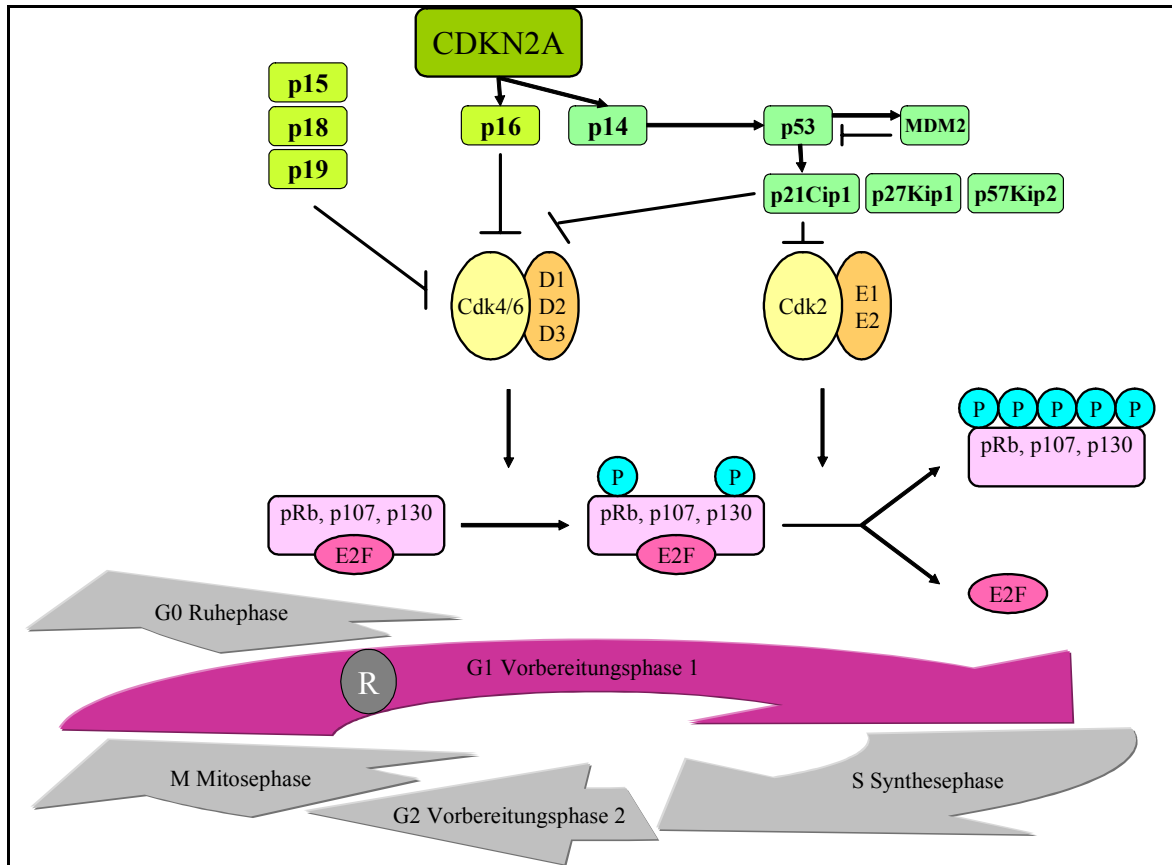 CDKN2A
p15
p18
p19
p16
p14
p53
MDM2
p21Cip1
p27Kip1
p57Kip2
Cdk4/6
D1
D2
D3
Cdk2
E1
E2
P P P P P
pRb, p107, p130
P P
pRb, p107, p130
E2F
pRb, p107, p130
E2F
E2F
G0 Ruhephase
G1 Vorbereitungsphase 1
R
M Mitosephase
S Synthesephase
G2 Vorbereitungsphase 2